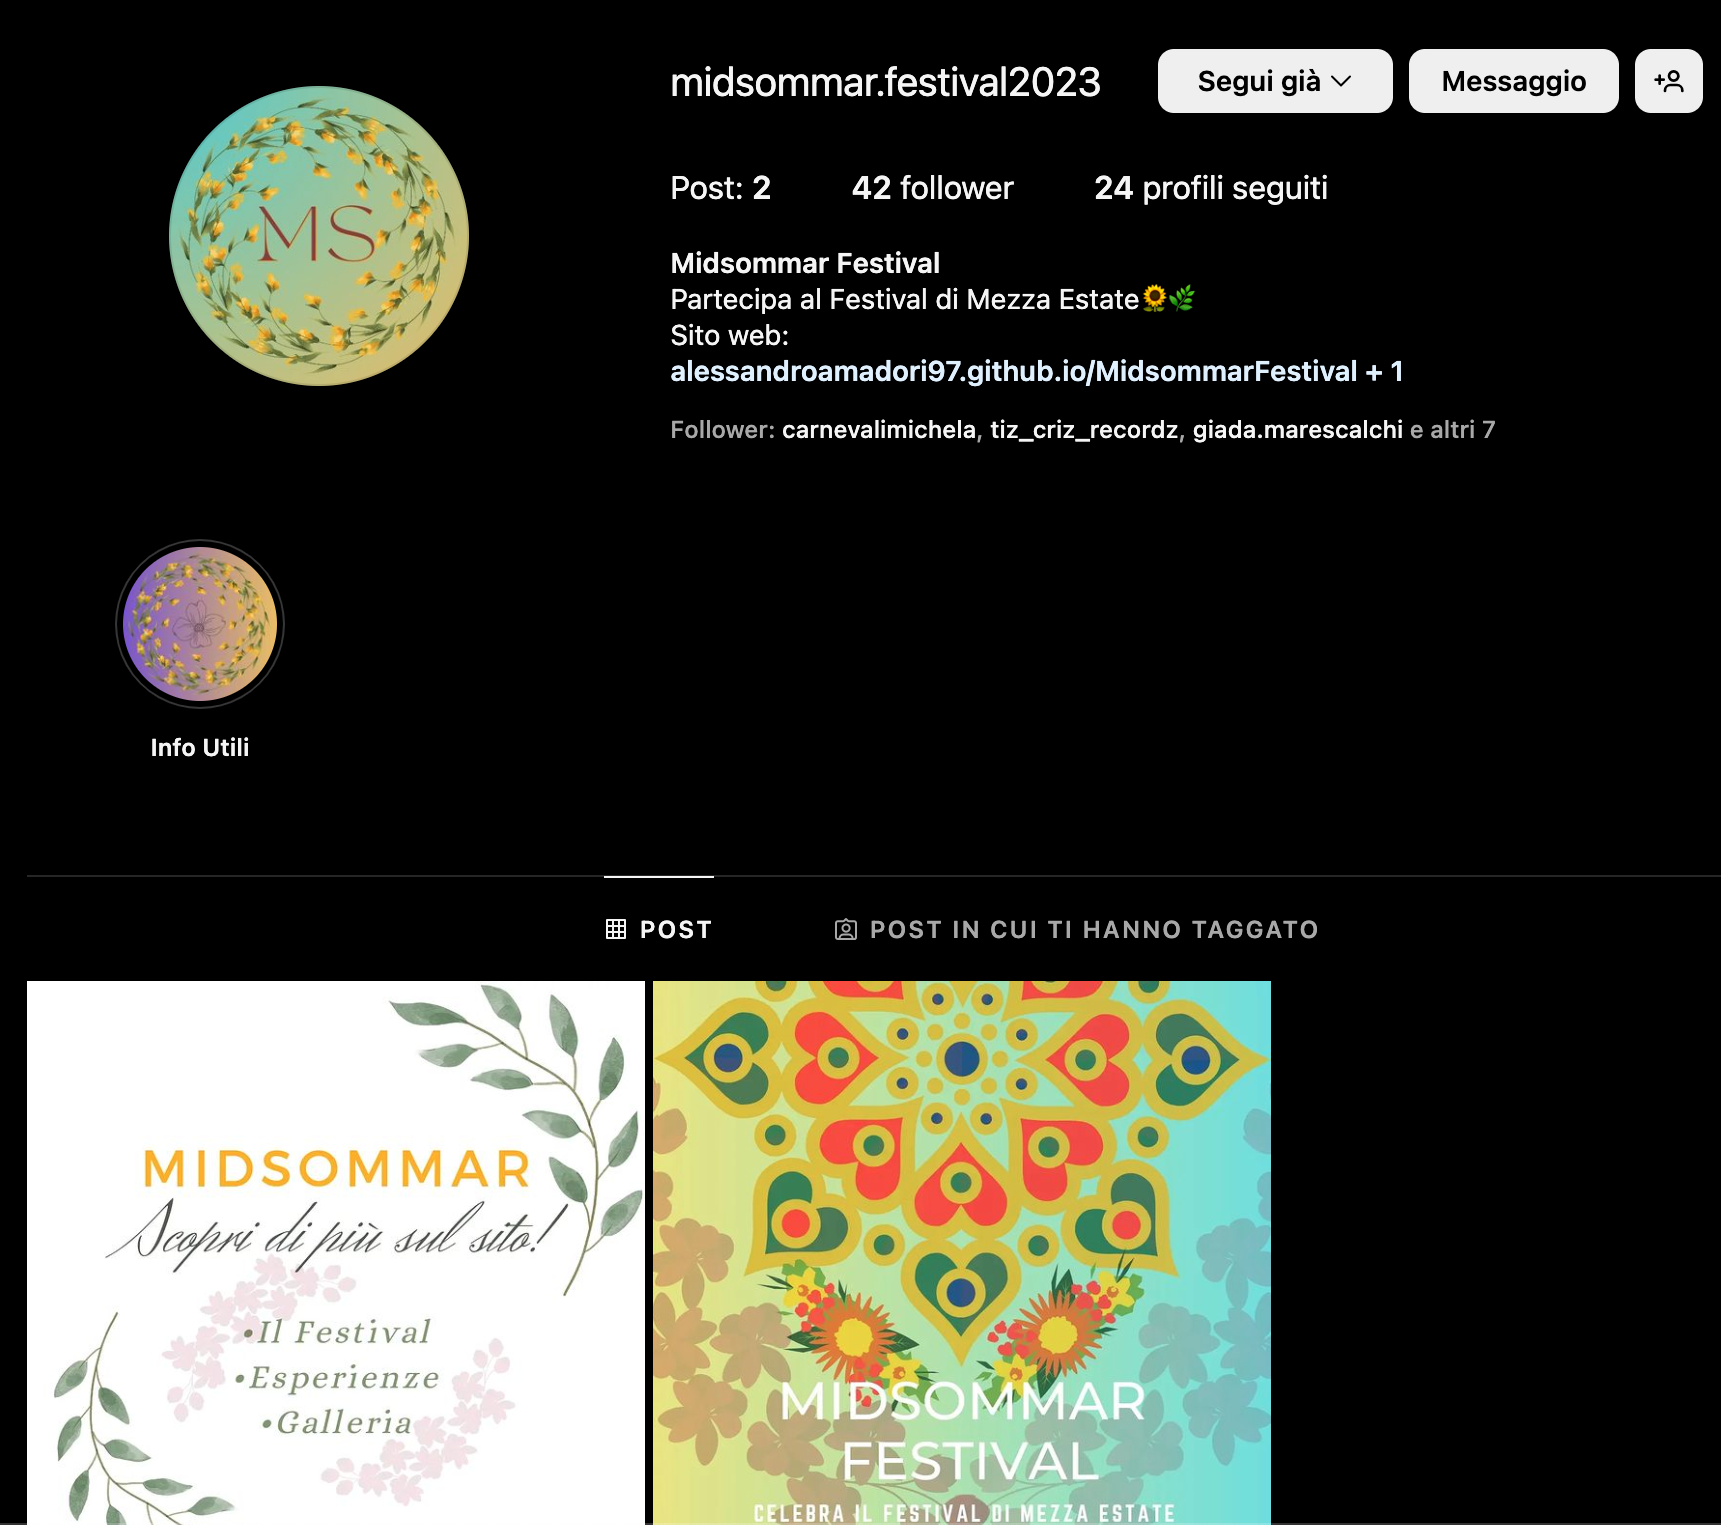 midsommar.festival2023
Segui già
Messaggio
Post: 2
42 follower
24 profili seguiti
MS
Midsommar Festival
Partecipa al Festival di Mezza Estate🌻🌿
Sito web:
alessandroamadori97.github.io/MidsommarFestival + 1
Follower: carnevalimichela, tiz_criz_recordz, giada.marescalchi e altri 7
Info Utili
POST
POST IN CUI TI HANNO TAGGATO
MIDSOMMAR
Scopri di più sul sito!
•Il Festival
•Esperienze
•Galleria
MIDSOMMAR
FESTIVAL
CELEBRA IL FESTIVAL DI MEZZA ESTATE